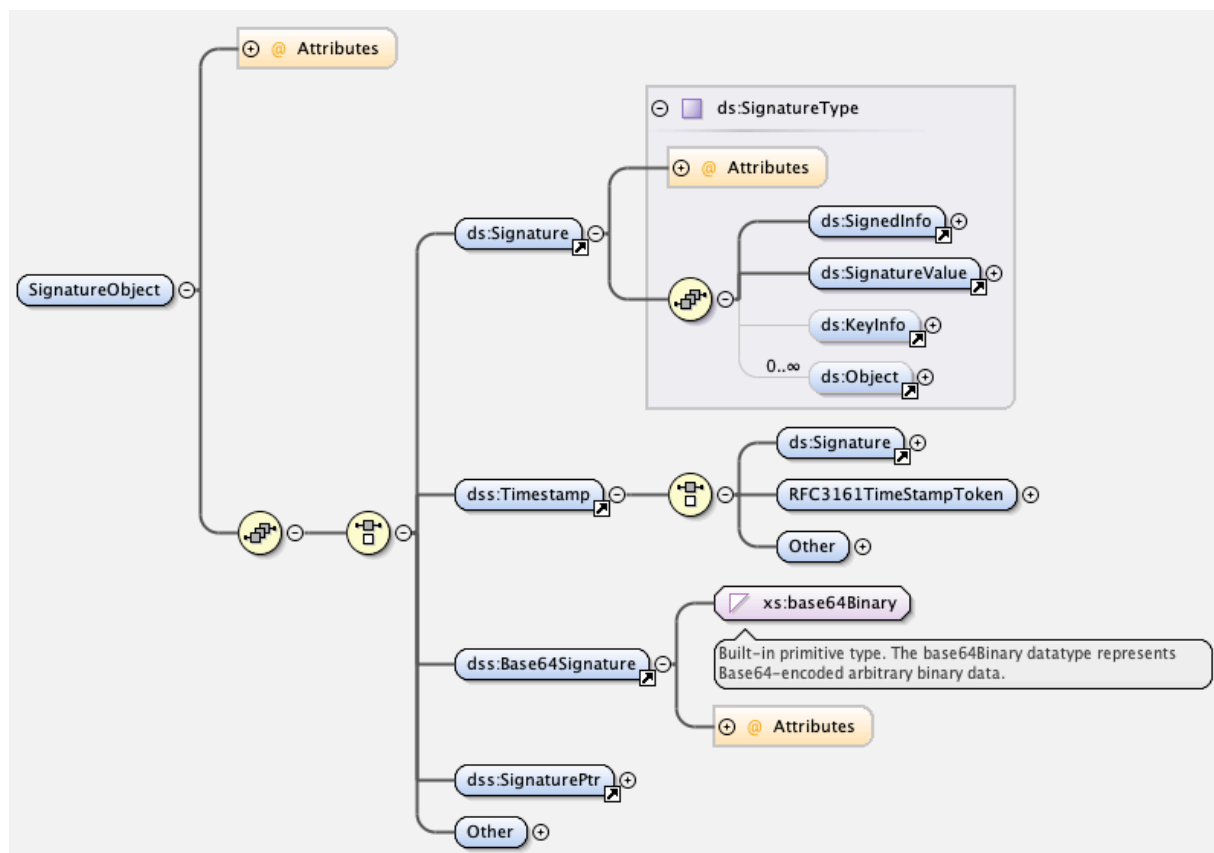 @ Attributes
ds:SignatureType
@ Attributes
ds:SignedInfo
ds:Signature
SignatureObject
ds:SignatureValue
ds:KeyInfo
0..∞
ds:Object
ds:Signature
dss:Timestamp
RFC3161TimeStampToken
Other
xs:base64Binary
Built-in primitive type. The base64Binary datatype represents
Base64-encoded arbitrary binary data.
dss:Base64Signature
@ Attributes
dss:SignaturePtr
Other